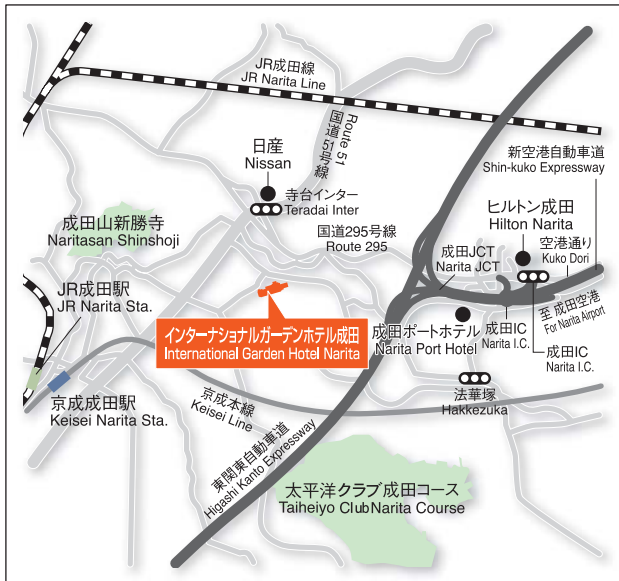 JR成田線
JR Narita Line
Route 51
国道51号線
日産
Nissan
寺台インター
Teradai Inter
新空港自動車道
Shin-kuko Expressway
成田山新勝寺
Naritasan Shinshoji
国道295号線
Route 295
成田JCT
Narita JCT
ヒルトン成田
Hilton Narita
空港通り
Kuko Dori
至 成田空港
For Narita Airport
JR成田駅
JR Narita Sta.
インターナショナルガーデンホテル成田
International Garden Hotel Narita
成田ポートホテル
Narita Port Hotel
成田IC
Narita I.C.
成田IC
Narita I.C.
法華塚
Hakkezuka
京成成田駅
Keisei Narita Sta.
京成本線
Keisei Line
東関東自動車道
Higashi Kanto Expressway
太平洋クラブ成田コース
Taiheiyo ClubNarita Course